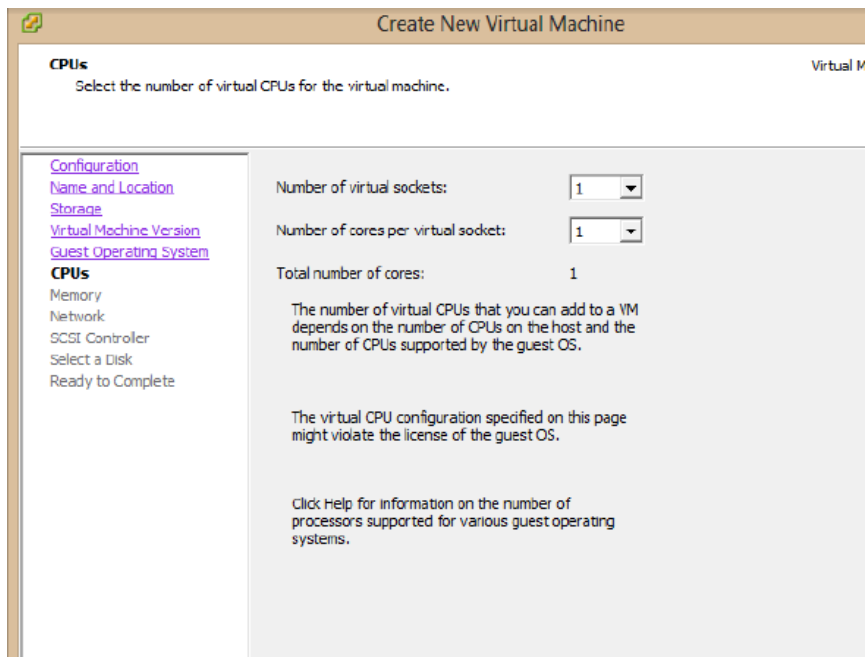 Create New Virtual Machine
CPUs
Select the number of virtual CPUs for the virtual machine.
Virtual M
Configuration
Name and Location
Storage
Virtual Machine Version
Guest Operating System
CPUs
Memory
Network
SCSI Controller
Select a Disk
Ready to Complete
Number of virtual sockets: 1
Number of cores per virtual socket: 1
Total number of cores: 1
The number of virtual CPUs that you can add to a VM
depends on the number of CPUs on the host and the
number of CPUs supported by the guest OS.
The virtual CPU configuration specified on this page
might violate the license of the guest OS.
Click Help for information on the number of
processors supported for various guest operating
systems.